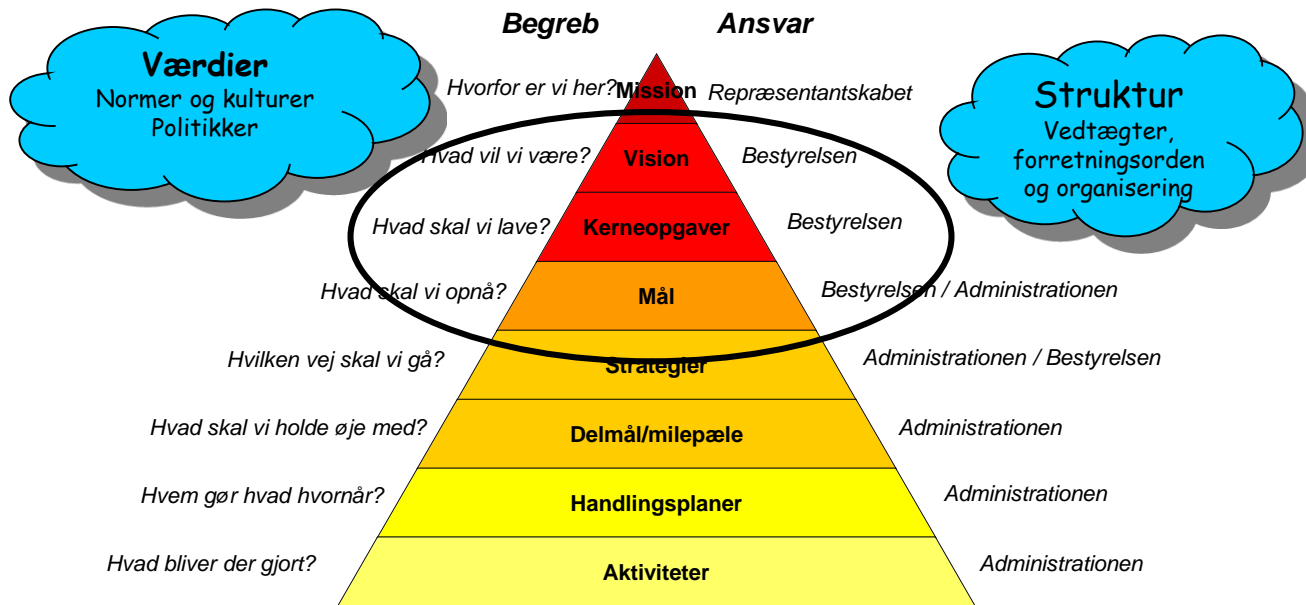 Begreb Ansvar
Værdier
Normer og kulturer
Politikker
Struktur
Vedtægter,
forretningsorden
og organisering
Hvorfor er vi her? Mission Repræsentantskabet
Hvad vil vi være? Vision Bestyrelsen
Hvad skal vi lave? Kerneopgaver Bestyrelsen
Hvad skal vi opnå? Mål Bestyrelsen / Administrationen
Hvilken vej skal vi gå? Strategier Administrationen / Bestyrelsen
Hvad skal vi holde øje med? Delmål/milepæle Administrationen
Hvem gør hvad hvornår? Handlingsplaner Administrationen
Hvad bliver der gjort? Aktiviteter Administrationen